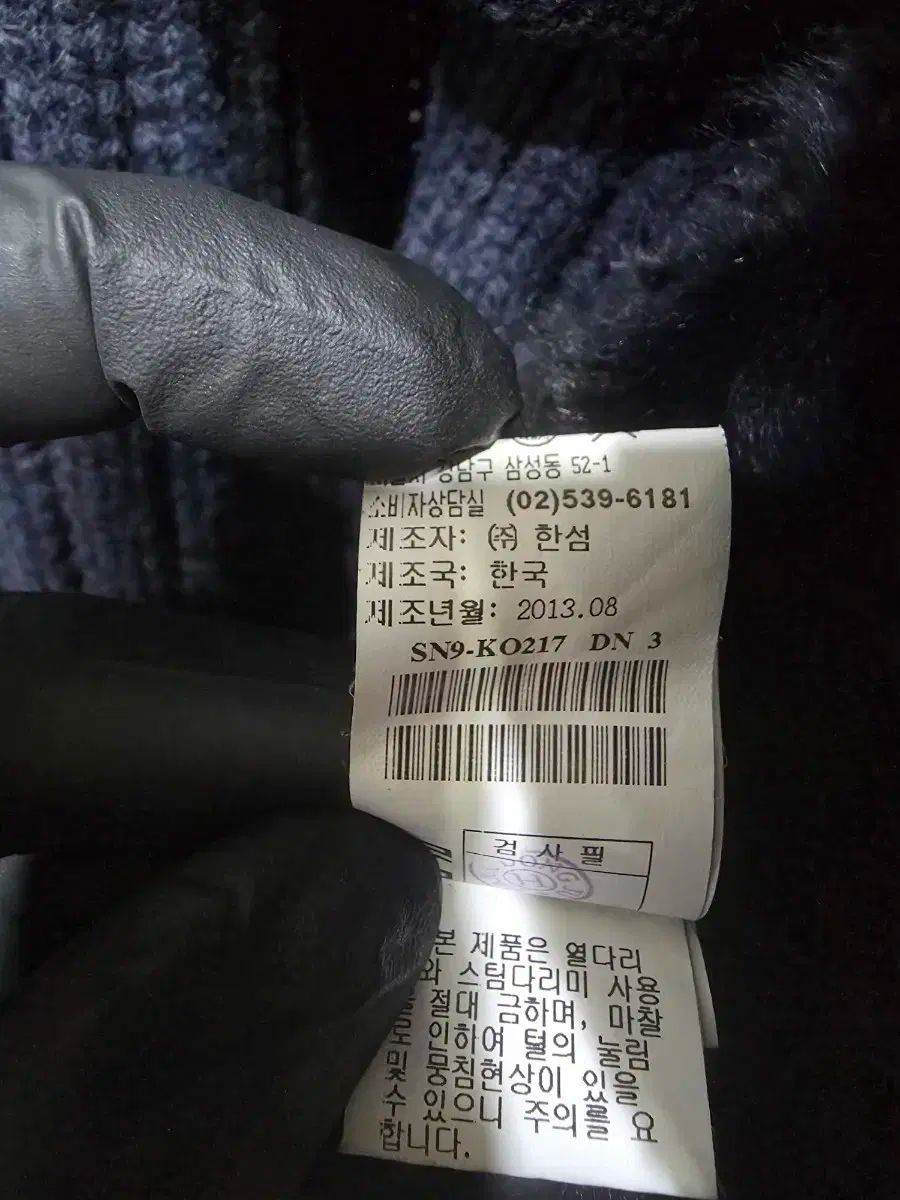 강남구 삼성동 52-1
소비자상담실 (02)539-6181
제조자: ㈜ 한섬
제조국: 한국
제조년월: 2013.08
SN9-KO217 DN 3
검사필
본 제품은 열다리
와 스팀다리미 사용
절대 금하며, 마찰
로 인하여 털의 눌림
및 뭉침현상이 있을
수 있으니 주의를 요
합니다.